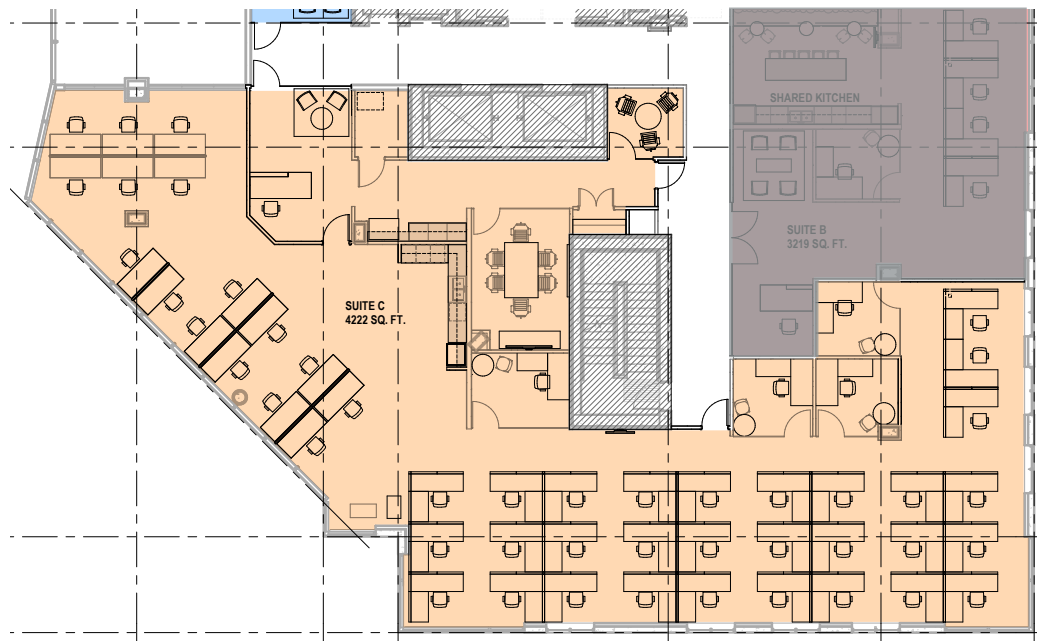 SHARED KITCHEN
SUITE B
3219 SQ. FT.
SUITE C
4222 SQ. FT.